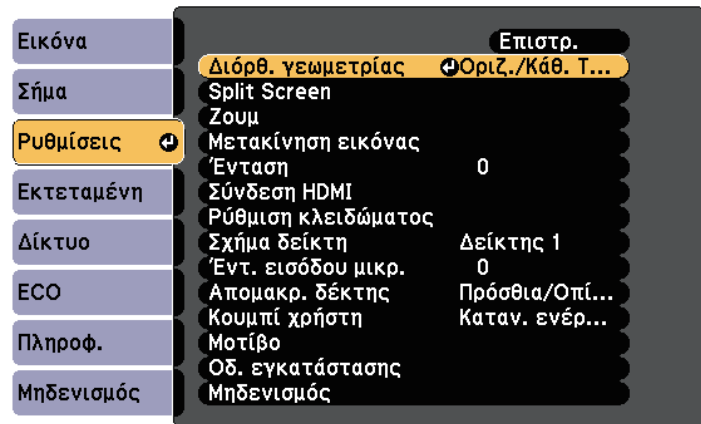 Εικόνα
Σήμα
Ρυθμίσεις
Εκτεταμένη
Δίκτυο
ECO
Πληροφ.
Μηδενισμός
Επιστρ.
Διόρθ. γεωμετρίας Οριζ./Κάθ. Τ...
Split Screen
Ζουμ
Μετακίνηση εικόνας
Ένταση 0
Σύνδεση HDMI
Ρύθμιση κλειδώματος
Σχήμα δείκτη Δείκτης 1
Έντ. εισόδου μικρ. 0
Απομακρ. δέκτης Πρόσθια/Οπί...
Κουμπί χρήστη Καταν. ενέρ...
Μοτίβο
Οδ. εγκατάστασης
Μηδενισμός